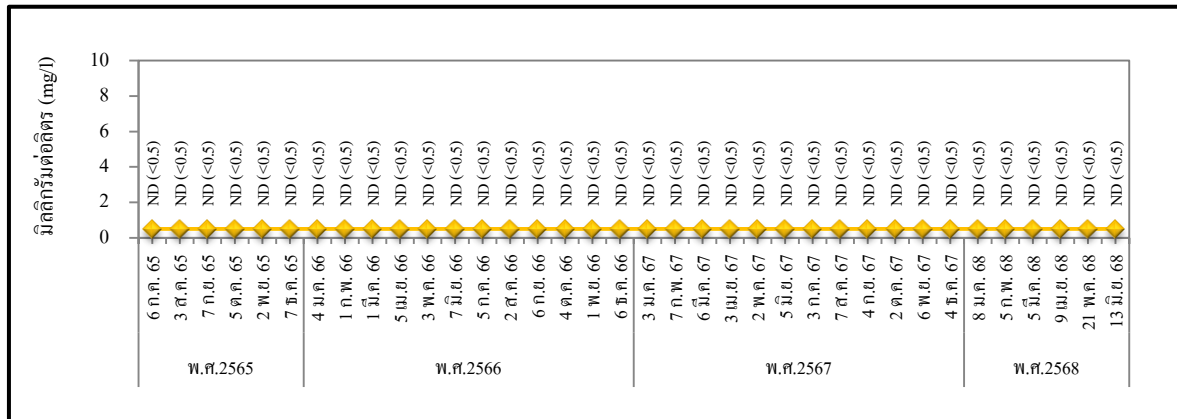 มิลลิกรัมต่อลิตร (mg/l)
10
8
6
4
2
0
ND (<0.5) ND (<0.5) ND (<0.5) ND (<0.5) ND (<0.5) ND (<0.5) ND (<0.5) ND (<0.5) ND (<0.5) ND (<0.5) ND (<0.5) ND (<0.5) ND (<0.5) ND (<0.5) ND (<0.5) ND (<0.5) ND (<0.5) ND (<0.5) ND (<0.5) ND (<0.5) ND (<0.5) ND (<0.5) ND (<0.5) ND (<0.5) ND (<0.5) ND (<0.5) ND (<0.5) ND (<0.5) ND (<0.5) ND (<0.5) ND (<0.5) ND (<0.5) ND (<0.5) ND (<0.5) ND (<0.5) ND (<0.5)
6 ก.ค. 65
3 ส.ค. 65
7 ก.ย. 65
5 ต.ค. 65
2 พ.ย. 65
7 ธ.ค. 65
4 ม.ค. 66
1 ก.พ. 66
1 มี.ค. 66
5 เม.ย. 66
3 พ.ค. 66
7 มิ.ย. 66
5 ก.ค. 66
2 ส.ค. 66
6 ก.ย. 66
4 ต.ค. 66
1 พ.ย. 66
6 ธ.ค. 66
3 ม.ค. 67
7 ก.พ. 67
6 มี.ค. 67
3 เม.ย. 67
2 พ.ค. 67
5 มิ.ย. 67
3 ก.ค. 67
7 ส.ค. 67
4 ก.ย. 67
2 ต.ค. 67
6 พ.ย. 67
4 ธ.ค. 67
8 ม.ค. 68
5 ก.พ. 68
5 มี.ค. 68
9 เม.ย. 68
21 พ.ค. 68
13 มิ.ย. 68
พ.ศ.2565 พ.ศ.2566 พ.ศ.2567 พ.ศ.2568